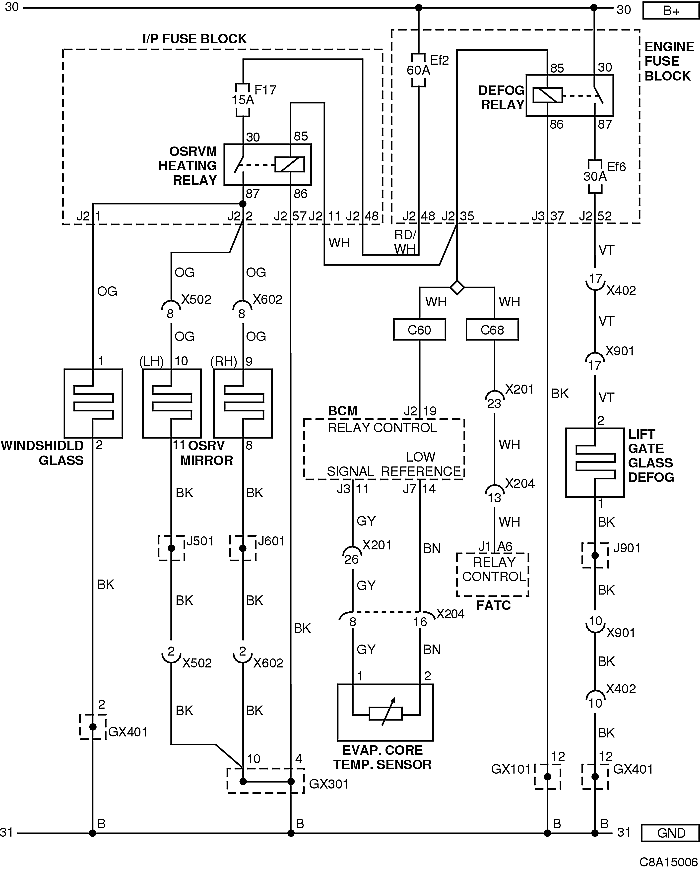 30 30 B+
I/P FUSE BLOCK
ENGINE
FUSE
BLOCK
Ef2
60A
F17
15A
DEFOG
RELAY
85 30
86 87
Ef6
30A
OSRVM
HEATING
RELAY
30 85
87 86
J2 1 J2 2 J2 57 J2 11 J2 48 J2 48 J2 35 J3 37 J2 52
WH RD/
WH
VT
OG OG OG
17 X402
X502 X602
8 8
WH WH
VT
OG OG
C60 C68
X901
17
1 (LH) 10 (RH) 9
VT
X201
23
BK
2
BCM J2 19
RELAY CONTROL
LOW
SIGNAL REFERENCE
WINDSHIDLD
GLASS
2 11 OSRV
MIRROR
8
LIFT
GATE
GLASS
DEFOG
WH
J3 11 J7 14
X204
13
1
BK BK
GY BN WH BK
J501 J601
X201
26
J1 A6
RELAY
CONTROL
FATC
J901
BK BK BK GY BK
BK
8 16 X204
10 X901
2 X502 2 X602
GY BN BK
1 2
X402
10
BK BK
2
GX401
BK
EVAP. CORE
TEMP. SENSOR
10 4
GX301
GX101 12 12 GX401
31 B B B B 31 GND
C8A15006